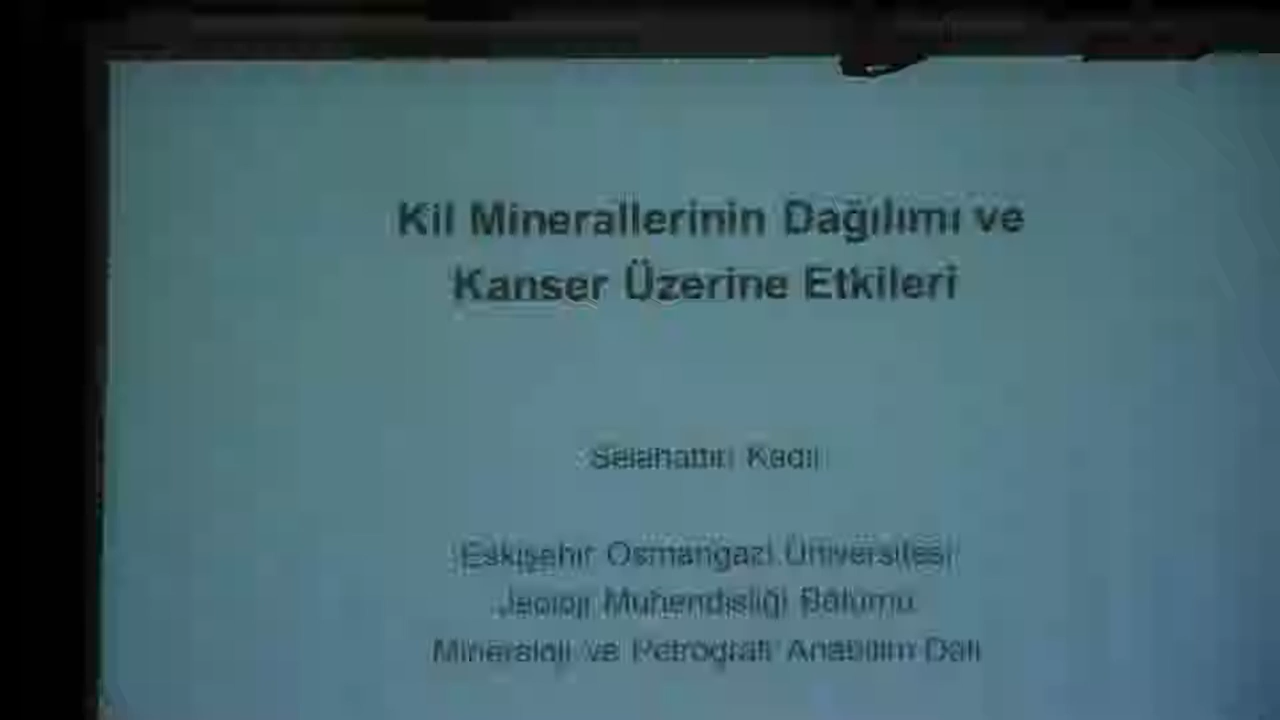 Kil Minerallerinin Dağılımı ve
Kanser Üzerine Etkileri
Selahattin Kadir
Eskişehir Osmangazi Üniversitesi
Jeoloji Mühendisliği Bölümü
Mineraloji ve Petrografi Anabilim Dalı